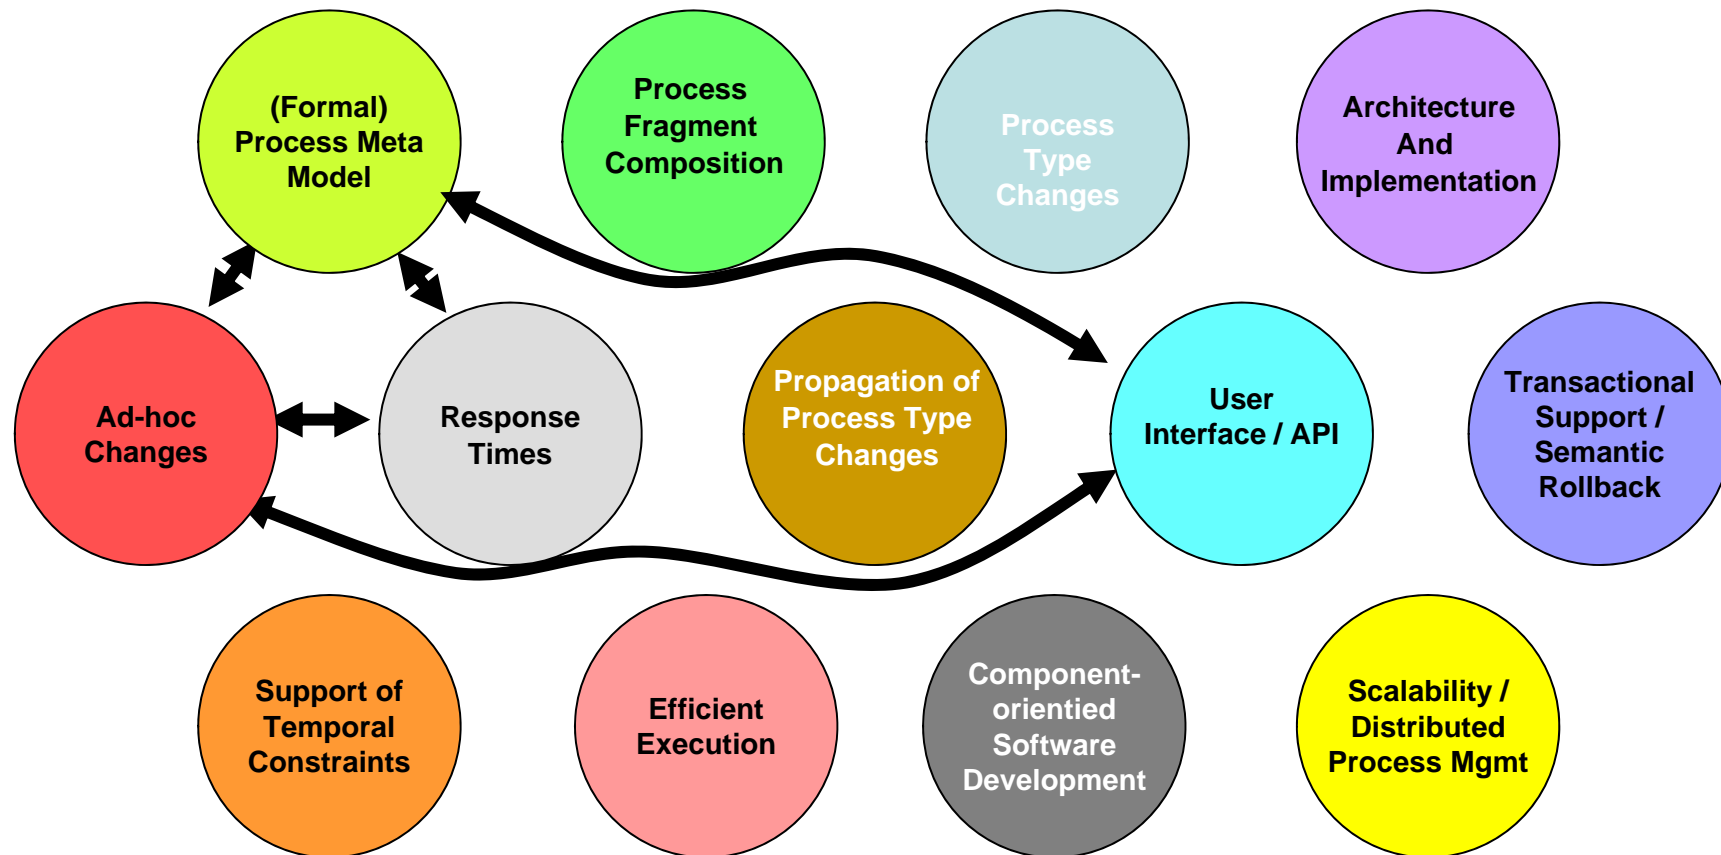 (Formal)
Process Meta
Model
Process
Fragment
Composition
Process
Type
Changes
Architecture
And
Implementation
Ad-hoc
Changes
Response
Times
Propagation of
Process Type
Changes
User
Interface / API
Transactional
Support /
Semantic
Rollback
Support of
Temporal
Constraints
Efficient
Execution
Component-
orientied
Software
Development
Scalability /
Distributed
Process Mgmt